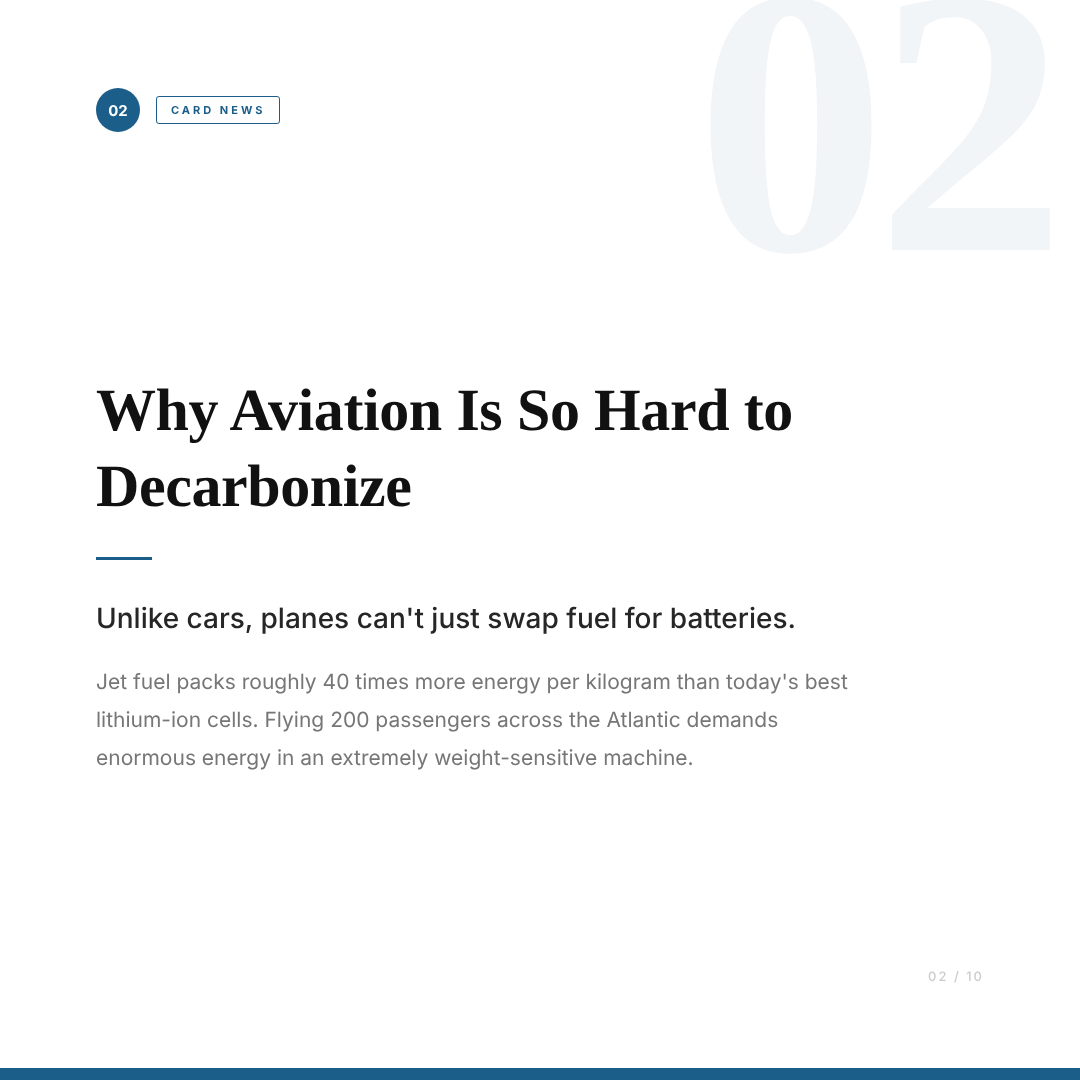 02
02
CARD NEWS
Why Aviation Is So Hard to
Decarbonize
Unlike cars, planes can't just swap fuel for batteries.
Jet fuel packs roughly 40 times more energy per kilogram than today's best
lithium-ion cells. Flying 200 passengers across the Atlantic demands
enormous energy in an extremely weight-sensitive machine.
02 / 10